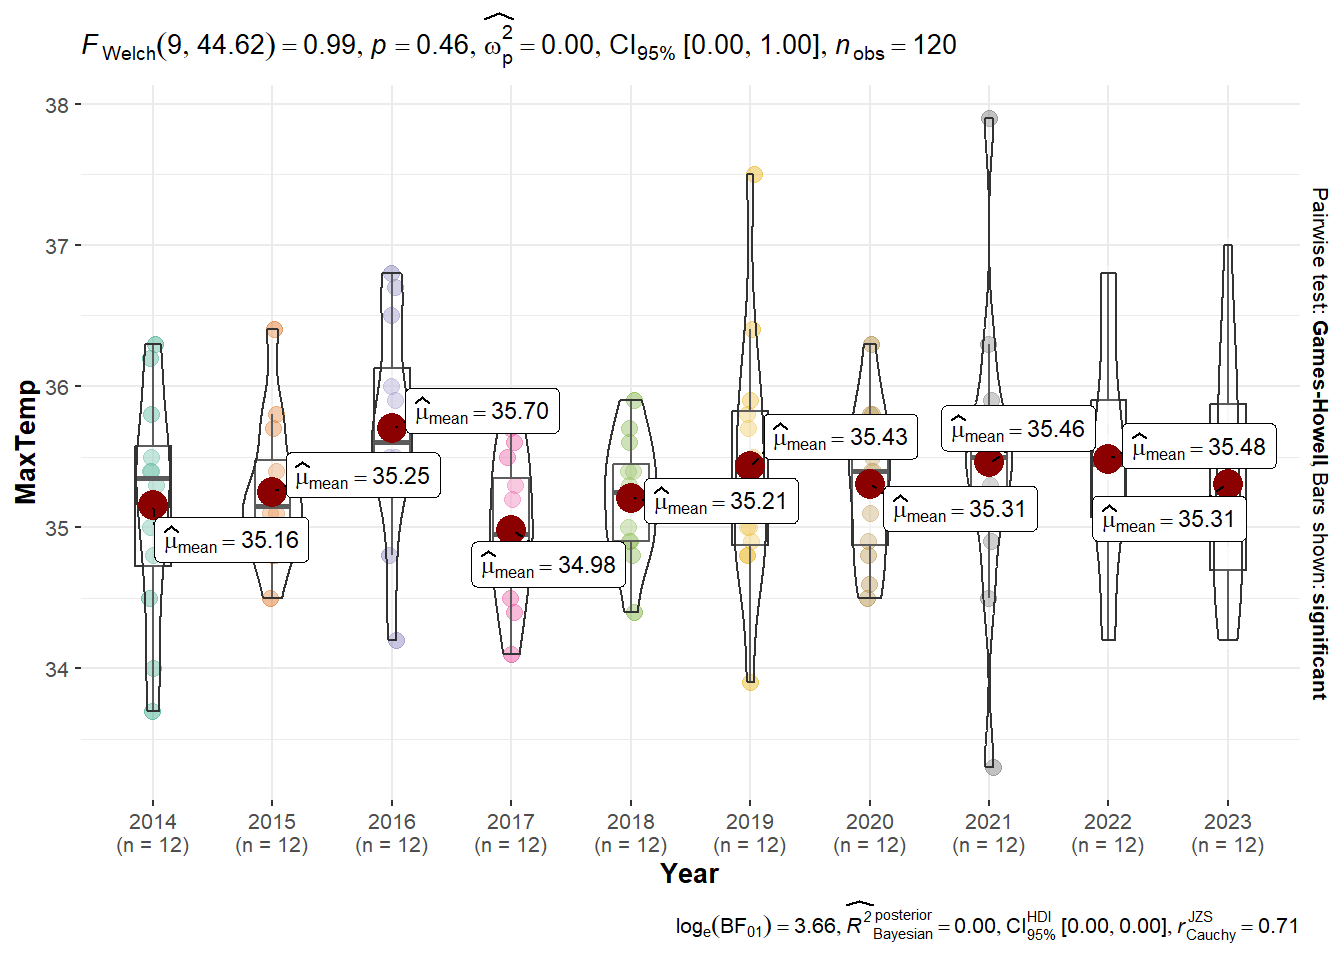 F Welch(9, 44.62) = 0.99, p = 0.46, ω̂p² = 0.00, CI95% [0.00, 1.00], nobs = 120
38
37
36
35
34
MaxTemp
μ̂mean = 35.16
μ̂mean = 35.25
μ̂mean = 35.70
μ̂mean = 34.98
μ̂mean = 35.21
μ̂mean = 35.43
μ̂mean = 35.31
μ̂mean = 35.46
μ̂mean = 35.48
μ̂mean = 35.31
Pairwise test: Games-Howell, Bars shown: significant
2014 2015 2016 2017 2018 2019 2020 2021 2022 2023
(n = 12) (n = 12) (n = 12) (n = 12) (n = 12) (n = 12) (n = 12) (n = 12) (n = 12) (n = 12)
Year
loge(BF01) = 3.66, R̂² posterior Bayesian = 0.00, CI HDI 95% [0.00, 0.00], r JZS Cauchy = 0.71